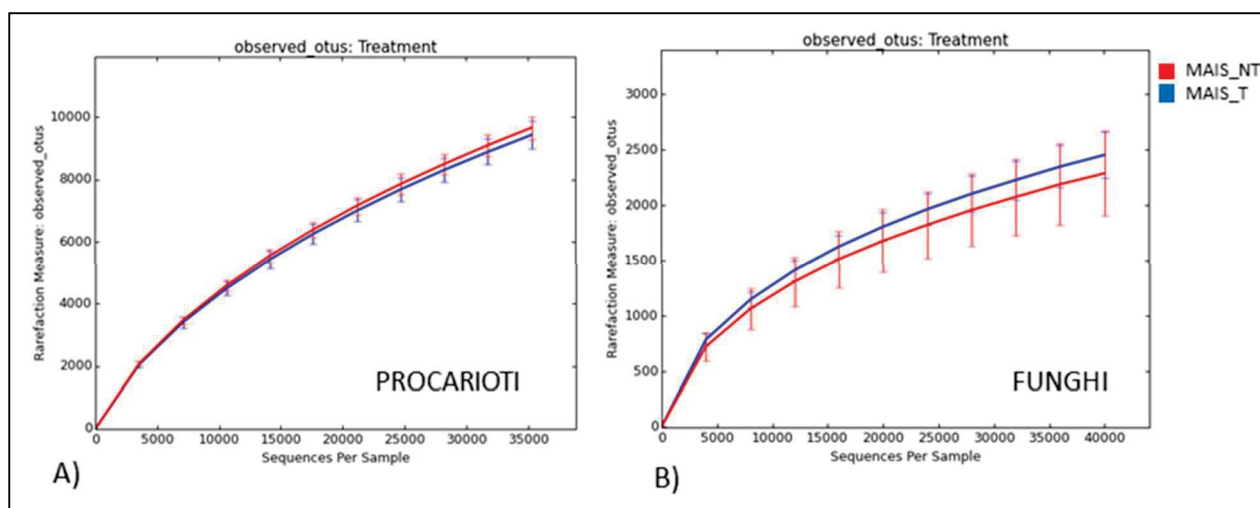 observed_otus: Treatment
10000
8000
6000
4000
2000
0
Rarefaction Measure: observed_otus
0 5000 10000 15000 20000 25000 30000 35000
Sequences Per Sample
PROCARIOTI
A)
observed_otus: Treatment
3000
2500
2000
1500
1000
500
0
Rarefaction Measure: observed_otus
0 5000 10000 15000 20000 25000 30000 35000 40000
Sequences Per Sample
FUNGHI
B)
MAIS_NT
MAIS_T